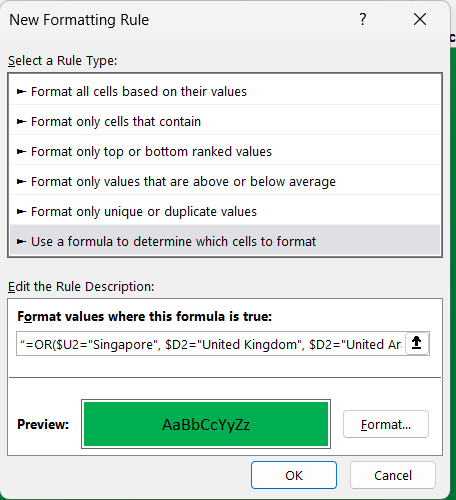 New Formatting Rule
?
Select a Rule Type:
► Format all cells based on their values
► Format only cells that contain
► Format only top or bottom ranked values
► Format only values that are above or below average
► Format only unique or duplicate values
► Use a formula to determine which cells to format
Edit the Rule Description:
Format values where this formula is true:
"=OR($U2="Singapore", $D2="United Kingdom", $D2="United Ar
Preview:
AaBbCcYyZz
Format...
OK
Cancel